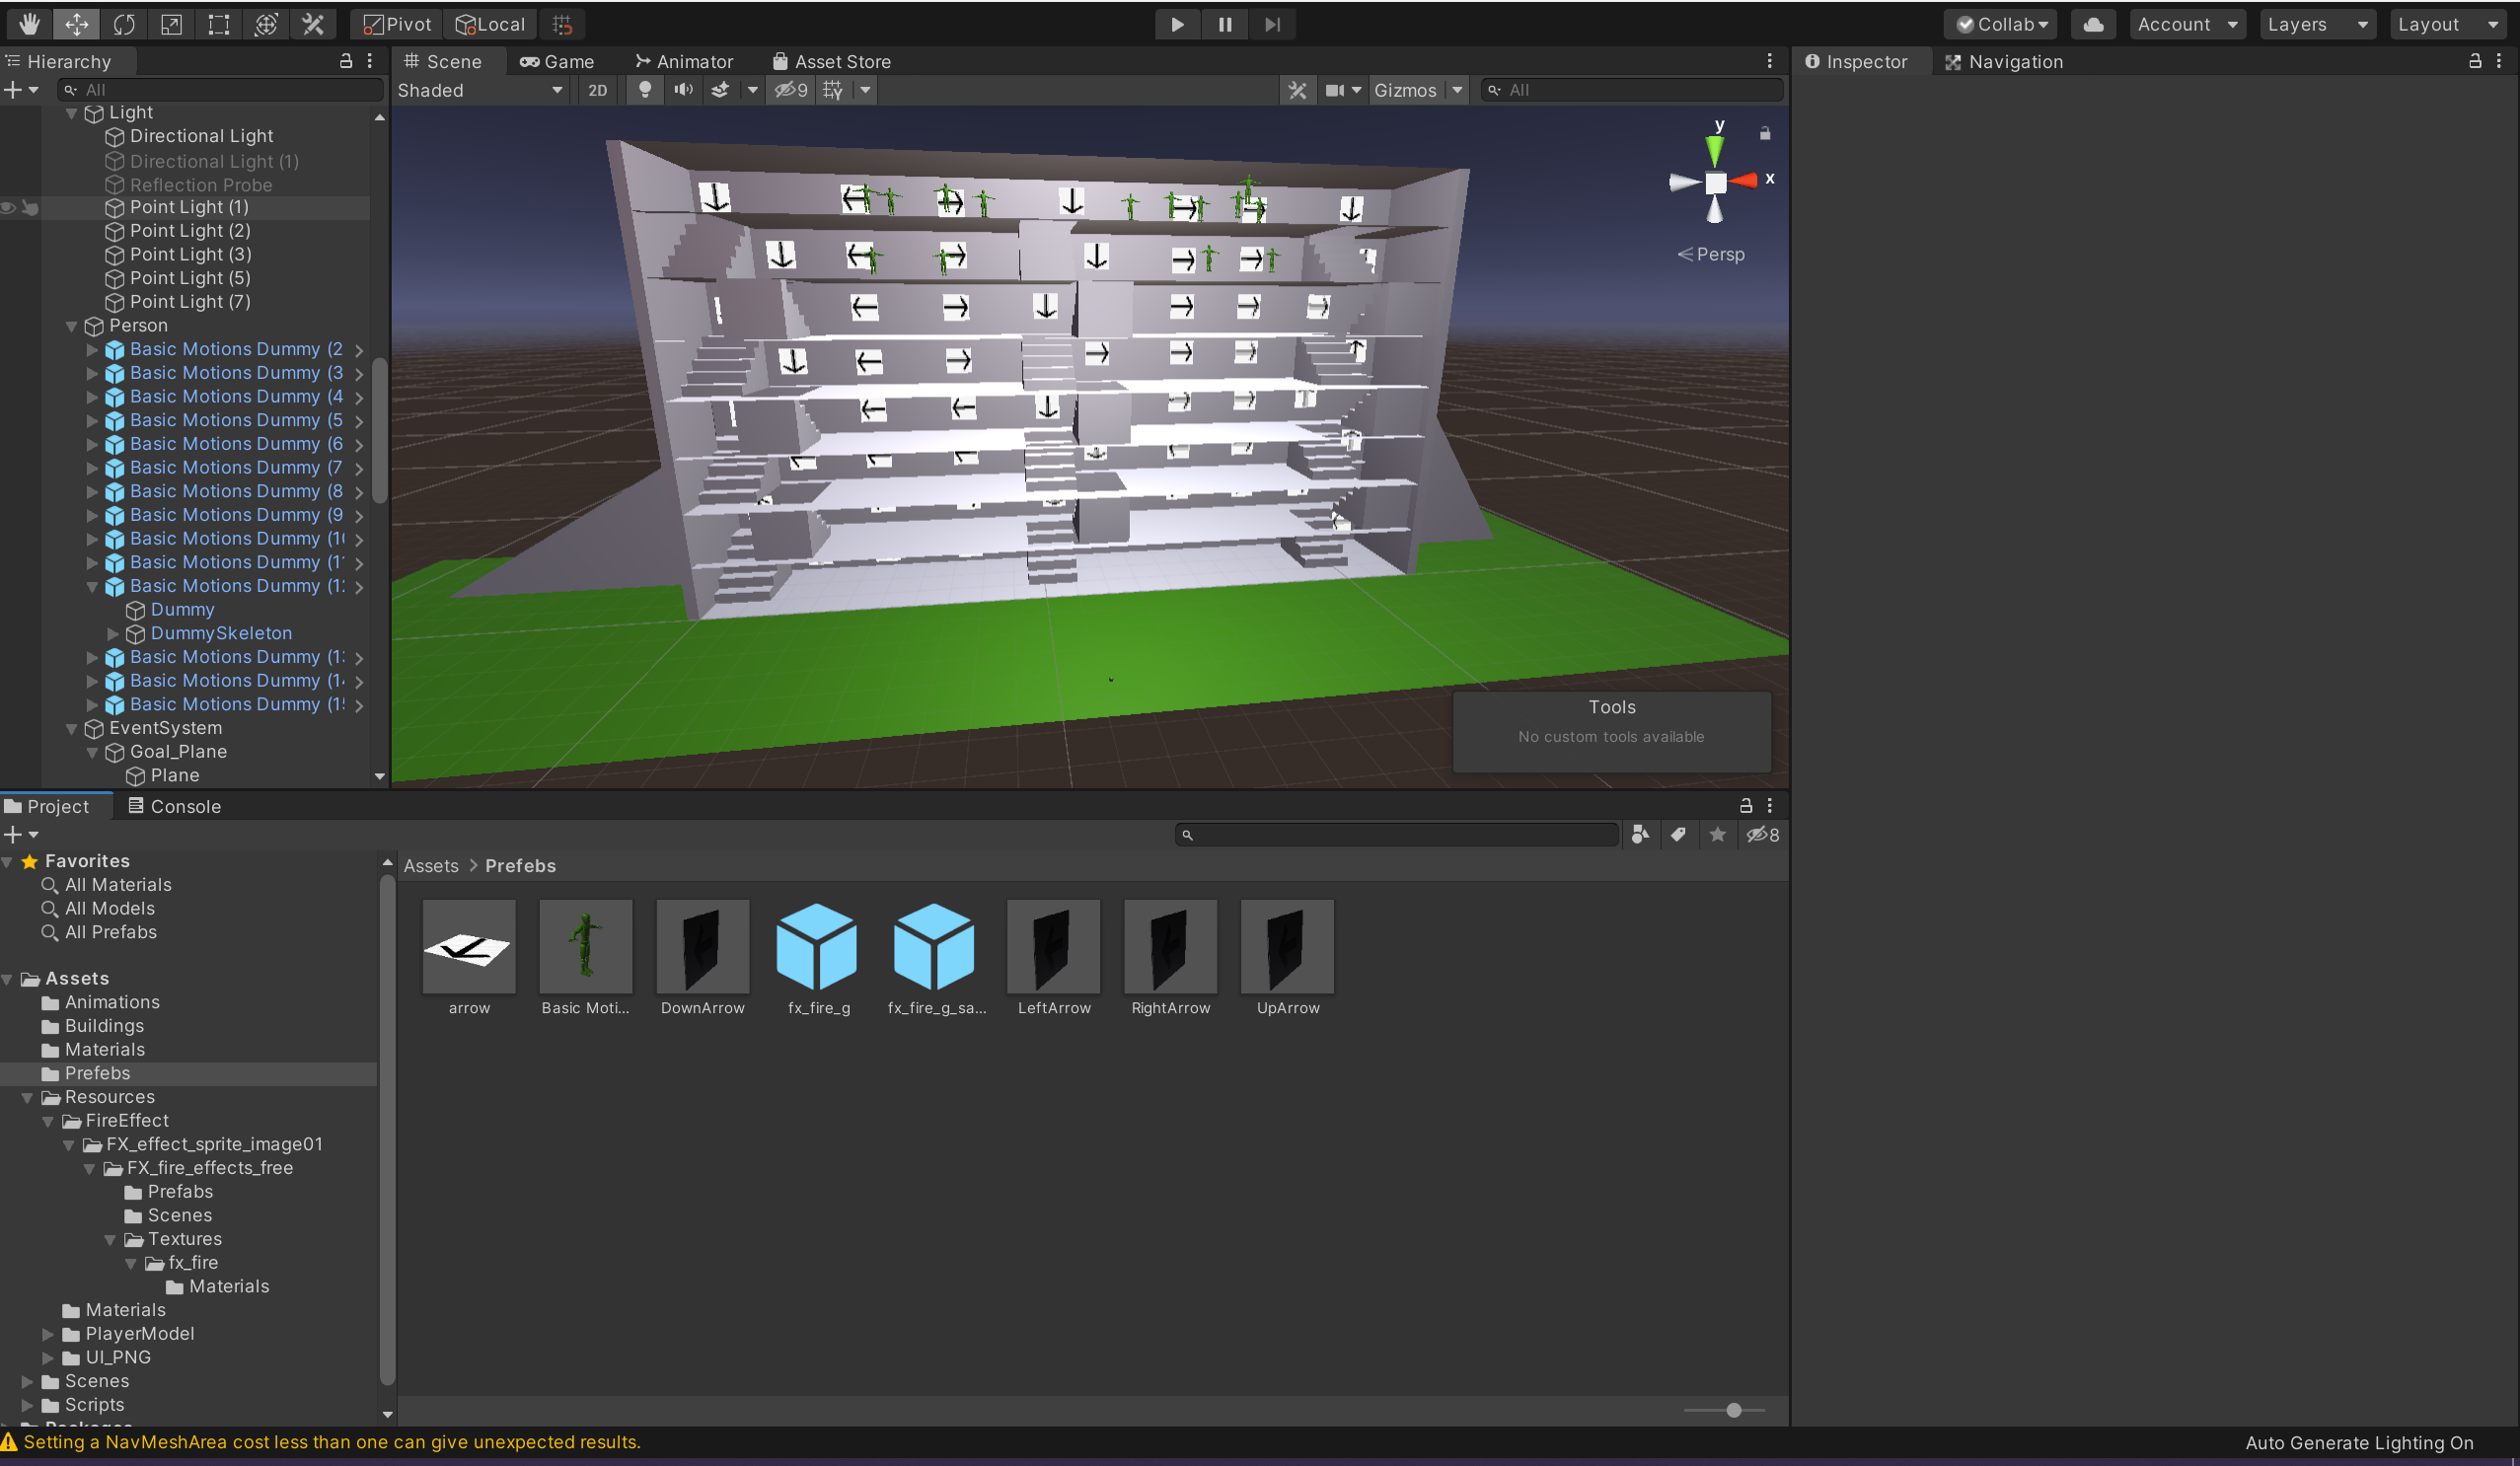 Pivot
Local
Collab
Account
Layers
Layout
Hierarchy
All
Light
Directional Light
Directional Light (1)
Reflection Probe
Point Light (1)
Point Light (2)
Point Light (3)
Point Light (5)
Point Light (7)
Person
Basic Motions Dummy (2
Basic Motions Dummy (3
Basic Motions Dummy (4
Basic Motions Dummy (5
Basic Motions Dummy (6
Basic Motions Dummy (7
Basic Motions Dummy (8
Basic Motions Dummy (9
Basic Motions Dummy (10
Basic Motions Dummy (11
Basic Motions Dummy (12
Dummy
DummySkeleton
Basic Motions Dummy (13
Basic Motions Dummy (14
Basic Motions Dummy (15
EventSystem
Goal_Plane
Plane
Scene
Game
Animator
Asset Store
Shaded
2D
9
Gizmos
All
y
x
Persp
Tools
No custom tools available
Inspector
Navigation
Project
Console
8
Favorites
All Materials
All Models
All Prefabs
Assets
Animations
Buildings
Materials
Prefebs
Resources
FireEffect
FX_effect_sprite_image01
FX_fire_effects_free
Prefabs
Scenes
Textures
fx_fire
Materials
Materials
PlayerModel
UI_PNG
Scenes
Scripts
Assets > Prefebs
arrow
Basic Moti...
DownArrow
fx_fire_g
fx_fire_g_sa...
LeftArrow
RightArrow
UpArrow
Setting a NavMeshArea cost less than one can give unexpected results.
Auto Generate Lighting On